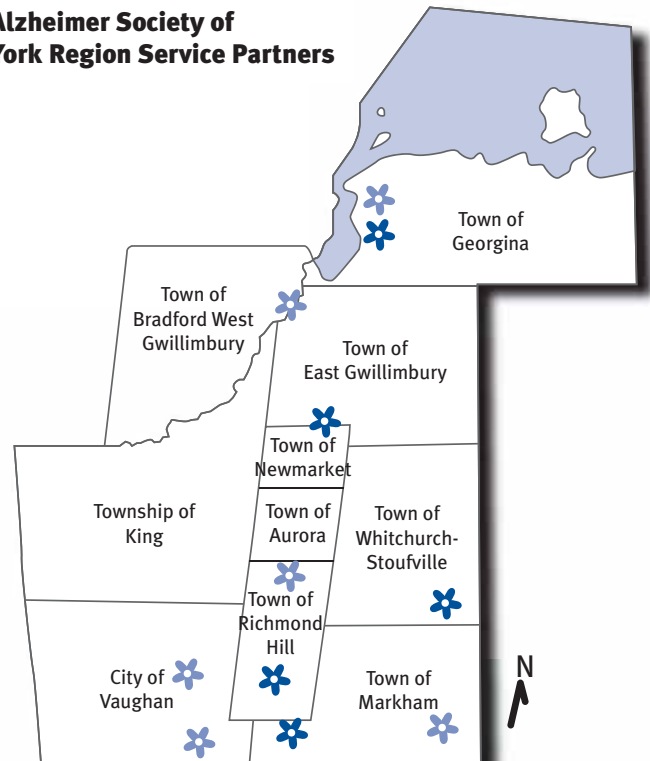 Alzheimer Society of
York Region Service Partners
Town of
Georgina
Town of
Bradford West
Gwillimbury
Town of
East Gwillimbury
Town of
Newmarket
Township of
King
Town of
Aurora
Town of
Whitchurch-
Stoufville
Town of
Richmond
Hill
City of
Vaughan
Town of
Markham
N